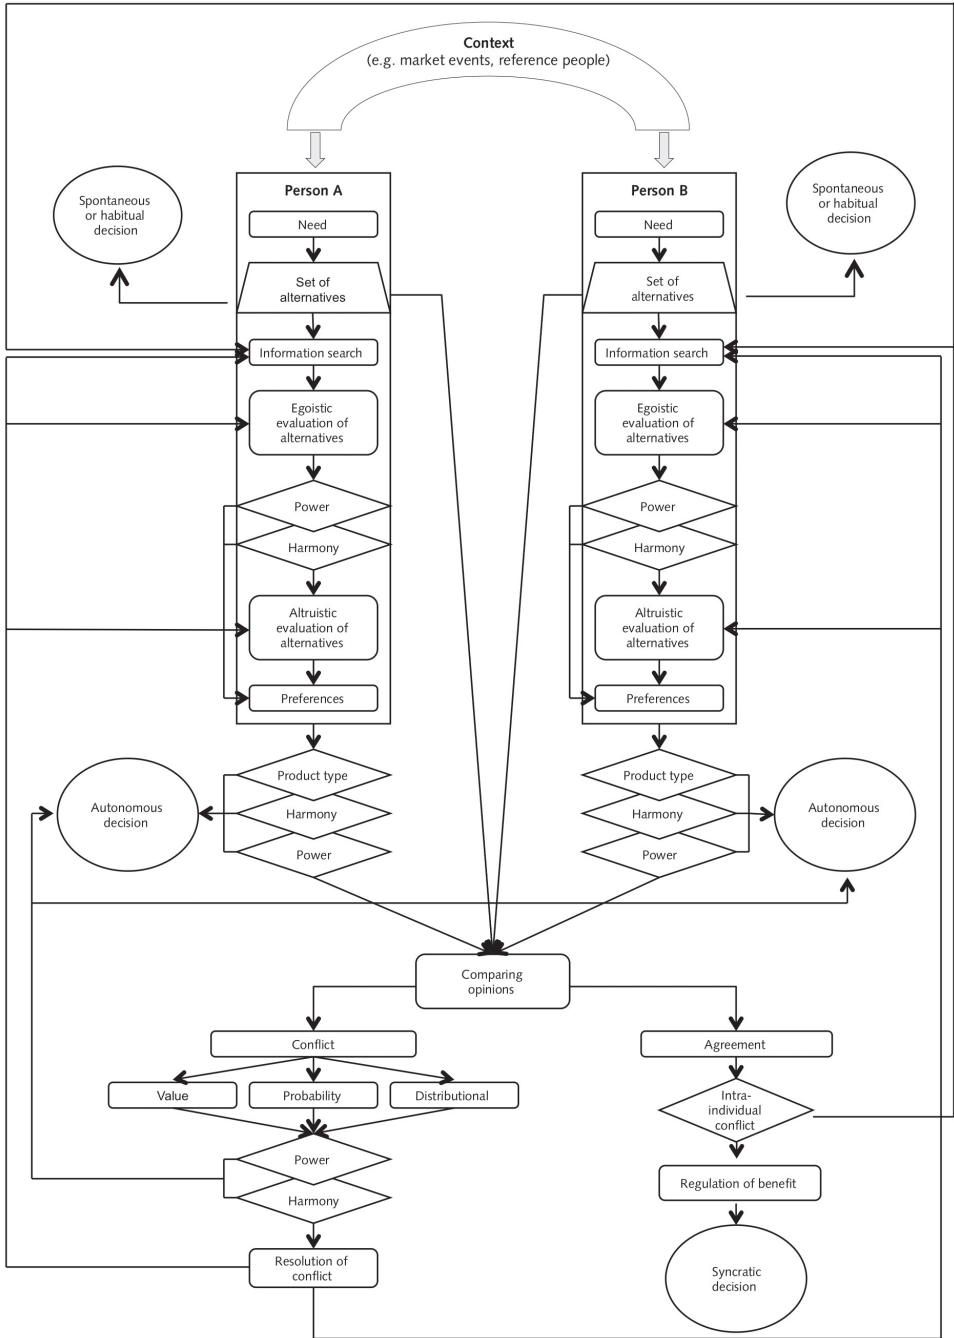 Context
(e.g. market events, reference people)
Person A
Person B
Spontaneous
or habitual
decision
Spontaneous
or habitual
decision
Need
Need
Set of
alternatives
Set of
alternatives
Information search
Information search
Egoistic
evaluation of
alternatives
Egoistic
evaluation of
alternatives
Power
Power
Harmony
Harmony
Altruistic
evaluation of
alternatives
Altruistic
evaluation of
alternatives
Preferences
Preferences
Product type
Product type
Autonomous
decision
Harmony
Harmony
Autonomous
decision
Power
Power
Comparing
opinions
Conflict
Agreement
Value
Probability
Distributional
Intra-
individual
conflict
Power
Regulation of benefit
Harmony
Resolution of
conflict
Syncratic
decision